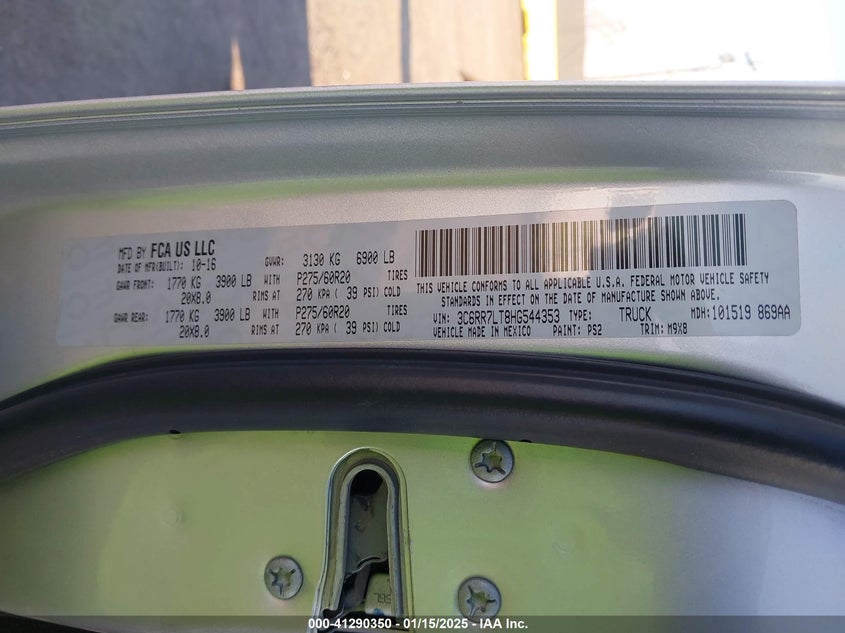 MFD BY FCA US LLC
DATE OF MFR(BUILT): 10-16
GVWR: 3130 KG 6900 LB
GAWR FRONT: 1770 KG 3900 LB WITH P275/60R20 TIRES
20X8.0 RIMS AT 270 KPA ( 39 PSI) COLD
GAWR REAR: 1770 KG 3900 LB WITH P275/60R20 TIRES
20X8.0 RIMS AT 270 KPA ( 39 PSI) COLD
THIS VEHICLE CONFORMS TO ALL APPLICABLE U.S.A. FEDERAL MOTOR VEHICLE SAFETY
STANDARDS IN EFFECT ON THE DATE OF MANUFACTURE SHOWN ABOVE.
VIN: 3C6RR7LT8HG544353 TYPE: TRUCK MDH: 101519 869AA
VEHICLE MADE IN MEXICO PAINT: PS2 TRIM: M9X8
000-41290350 - 01/15/2025 - IAA Inc.